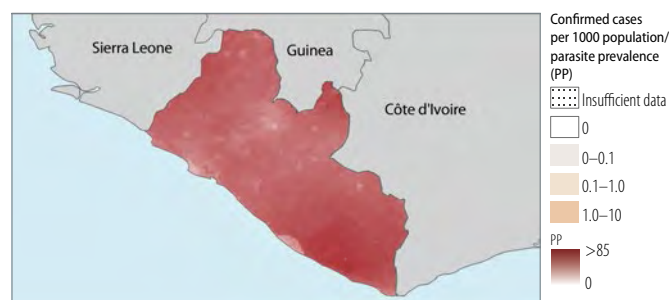 Sierra Leone
Guinea
Côte d'Ivoire
Confirmed cases
per 1000 population/
parasite prevalence
(PP)
Insufficient data
0
0–0.1
0.1–1.0
1.0–10
PP
>85
0